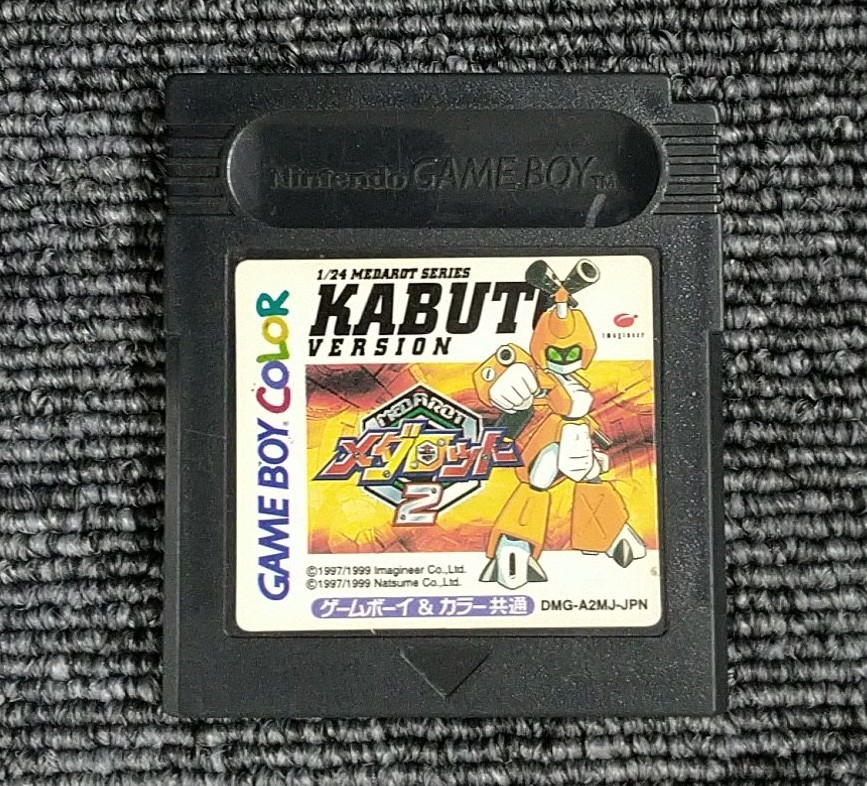 Nintendo GAME BOY TM
1/24 MEDAROT SERIES
KABUTO
VERSION
imagineer
GAME BOY COLOR
MEDAROT
メダロット
2
©1997/1999 Imagineer Co.,Ltd.
©1997/1999 Natsume Co.,Ltd.
ゲームボーイ & カラー共通 DMG-A2MJ-JPN